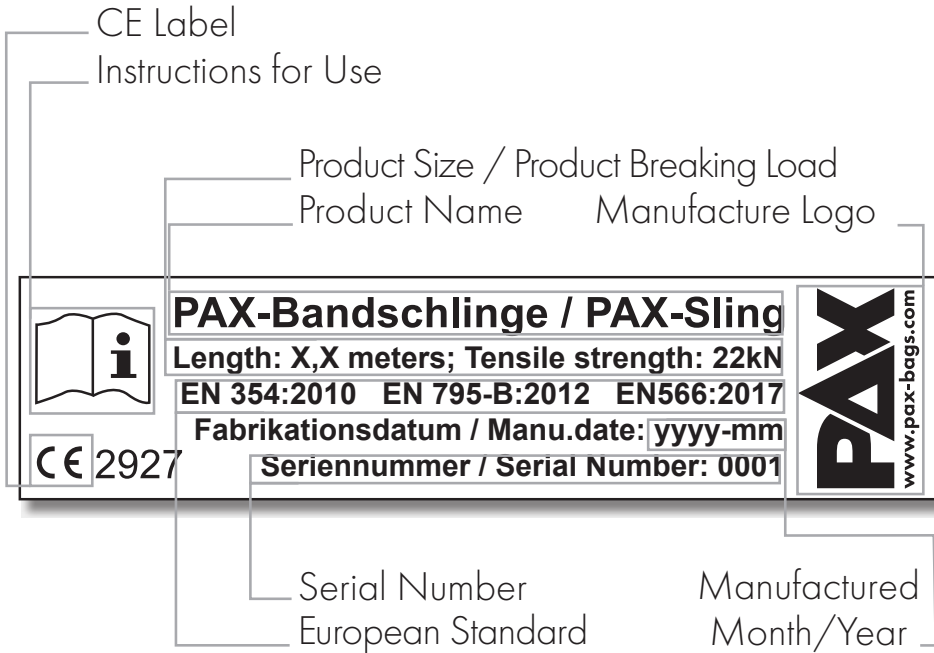 CE Label
Instructions for Use
Product Size / Product Breaking Load
Product Name Manufacture Logo
PAX-Bandschlinge / PAX-Sling
Length: X,X meters; Tensile strength: 22kN
EN 354:2010 EN 795-B:2012 EN566:2017
Fabrikationsdatum / Manu.date: yyyy-mm
CE 2927 Seriennummer / Serial Number: 0001
i
PAX
www.pax-bags.com
Serial Number Manufactured
European Standard Month/Year